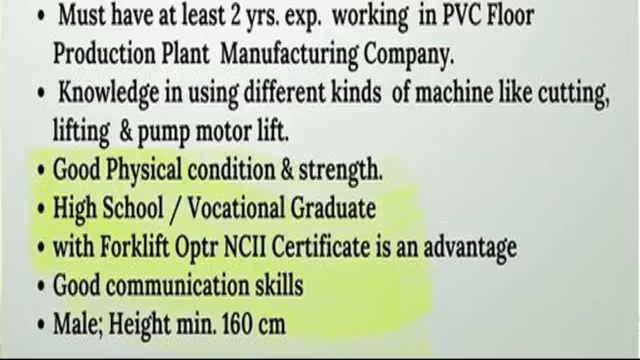 • Must have at least 2 yrs. exp. working in PVC Floor
Production Plant Manufacturing Company.
• Knowledge in using different kinds of machine like cutting,
lifting & pump motor lift.
• Good Physical condition & strength.
• High School / Vocational Graduate
• with Forklift Optr NCII Certificate is an advantage
• Good communication skills
• Male; Height min. 160 cm